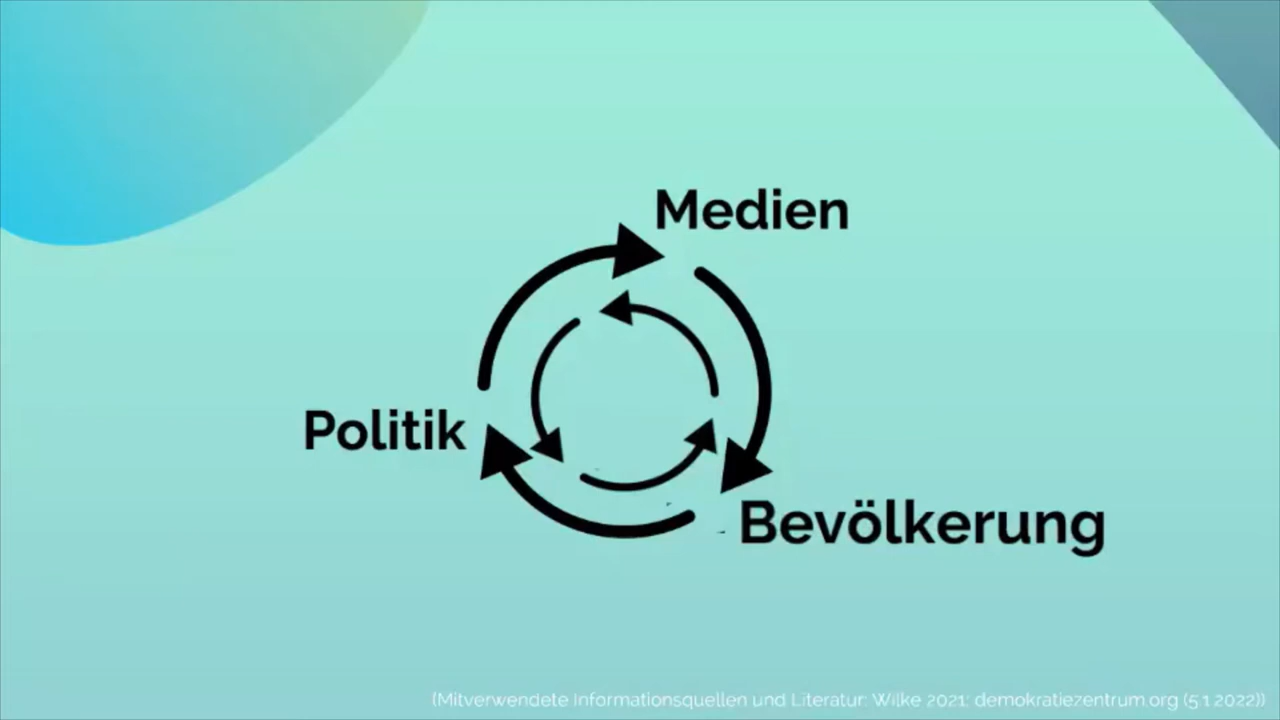 Medien
Politik
Bevölkerung
(Mitverwendete Informationsquellen und Literatur: Wilke 2021; demokratiezentrum.org (5.1.2022))